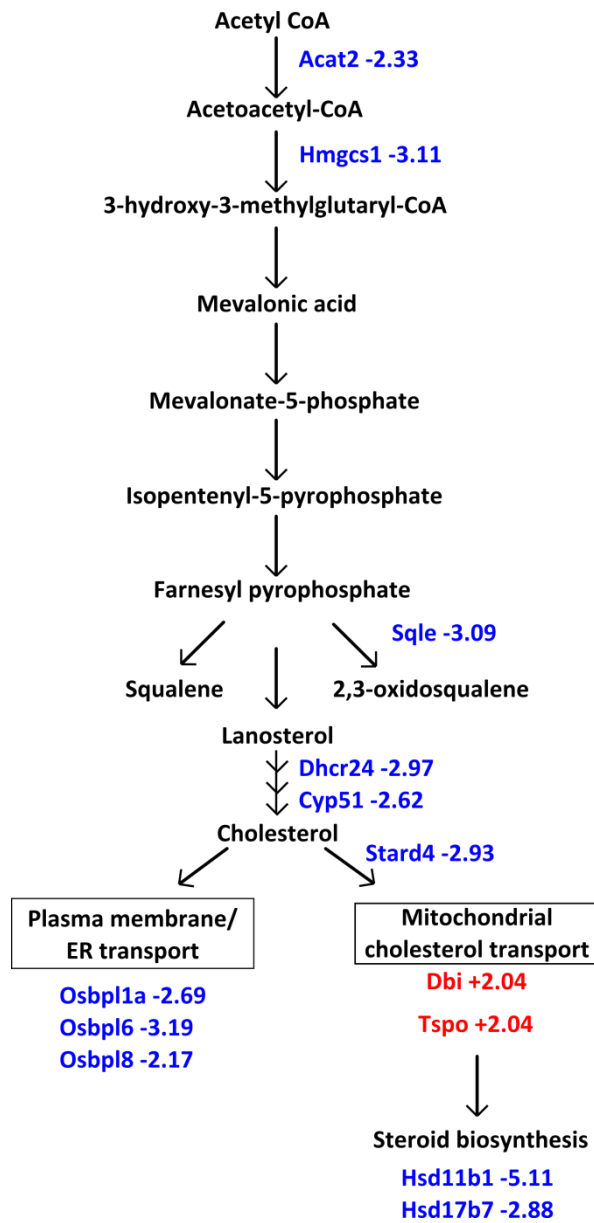 Acetyl CoA
Acat2 -2.33
Acetoacetyl-CoA
Hmgcs1 -3.11
3-hydroxy-3-methylglutaryl-CoA
Mevalonic acid
Mevalonate-5-phosphate
Isopentenyl-5-pyrophosphate
Farnesyl pyrophosphate
Sqle -3.09
Squalene
2,3-oxidosqualene
Lanosterol
Dhcr24 -2.97
Cyp51 -2.62
Cholesterol
Stard4 -2.93
Plasma membrane/
ER transport
Osbpl1a -2.69
Osbpl6 -3.19
Osbpl8 -2.17
Mitochondrial
cholesterol transport
Dbi +2.04
Tspo +2.04
Steroid biosynthesis
Hsd11b1 -5.11
Hsd17b7 -2.88